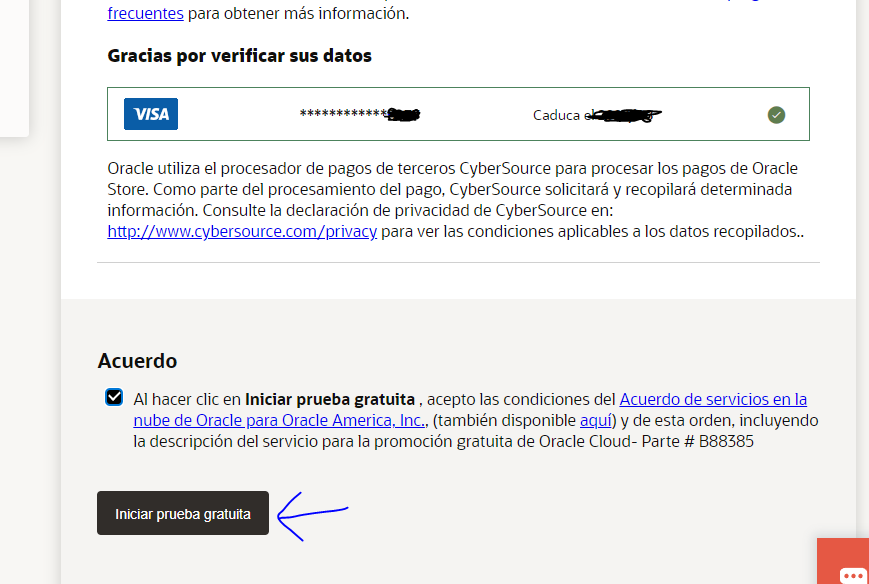 frecuentes para obtener más información.
Gracias por verificar sus datos
VISA ************ Caduca
Oracle utiliza el procesador de pagos de terceros CyberSource para procesar los pagos de Oracle
Store. Como parte del procesamiento del pago, CyberSource solicitará y recopilará determinada
información. Consulte la declaración de privacidad de CyberSource en:
http://www.cybersource.com/privacy para ver las condiciones aplicables a los datos recopilados..
Acuerdo
Al hacer clic en Iniciar prueba gratuita , acepto las condiciones del Acuerdo de servicios en la
nube de Oracle para Oracle America, Inc., (también disponible aquí) y de esta orden, incluyendo
la descripción del servicio para la promoción gratuita de Oracle Cloud- Parte # B88385
Iniciar prueba gratuita